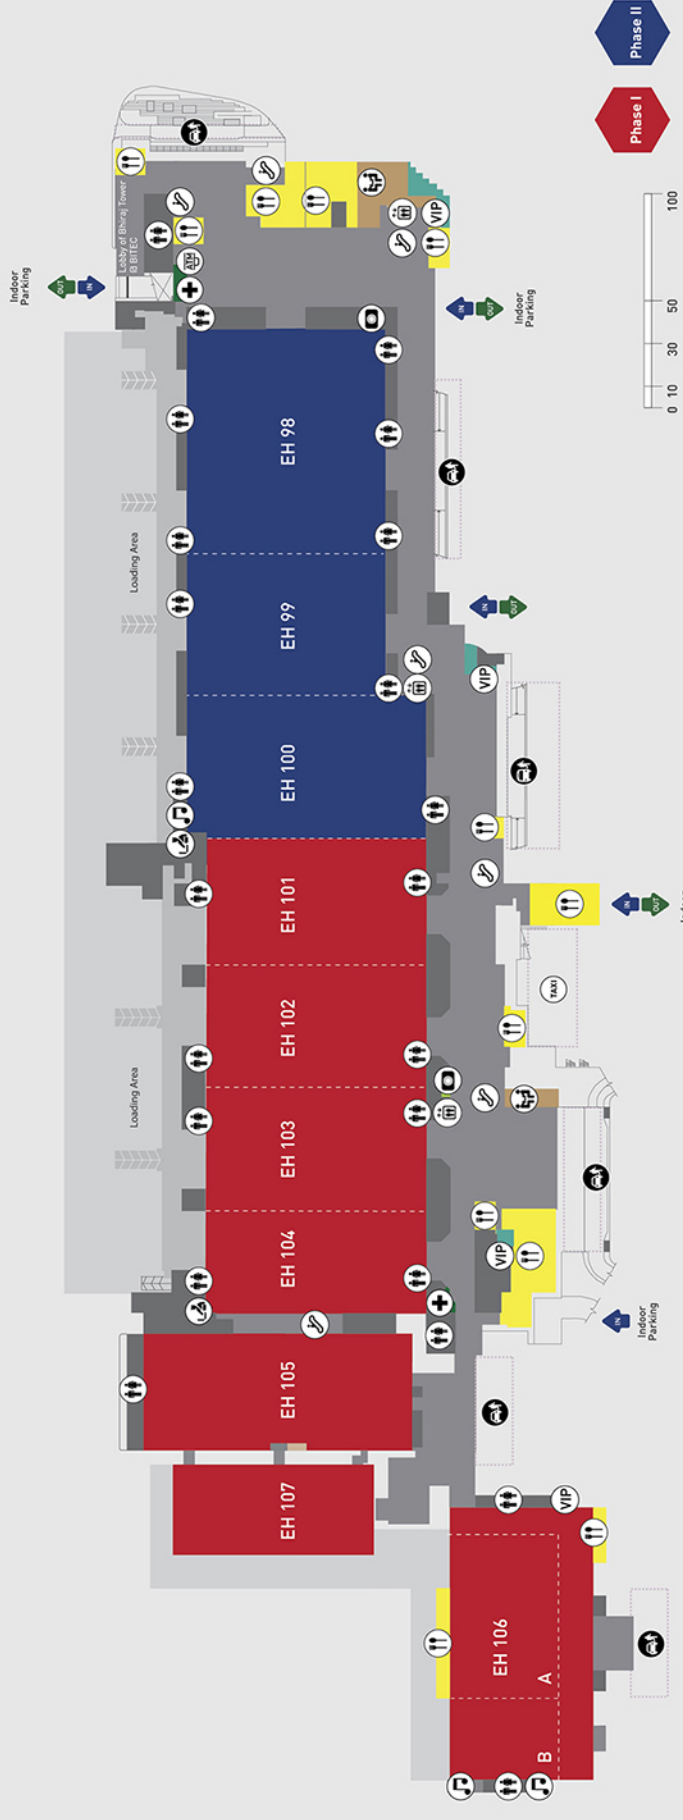 Phase I
Phase II
Lobby of Bhiraj Tower
@ BITEC
Indoor
Parking
OUT
IN
ATM
VIP
IN
OUT
Indoor
Parking
0 10 30 50 100
EH 98
Loading Area
EH 99
IN
OUT
VIP
EH 100
EH 101
IN
OUT
TAXI
EH 102
Loading Area
EH 103
EH 104
VIP
IN
Indoor
Parking
EH 105
EH 107
VIP
EH 106
A
B